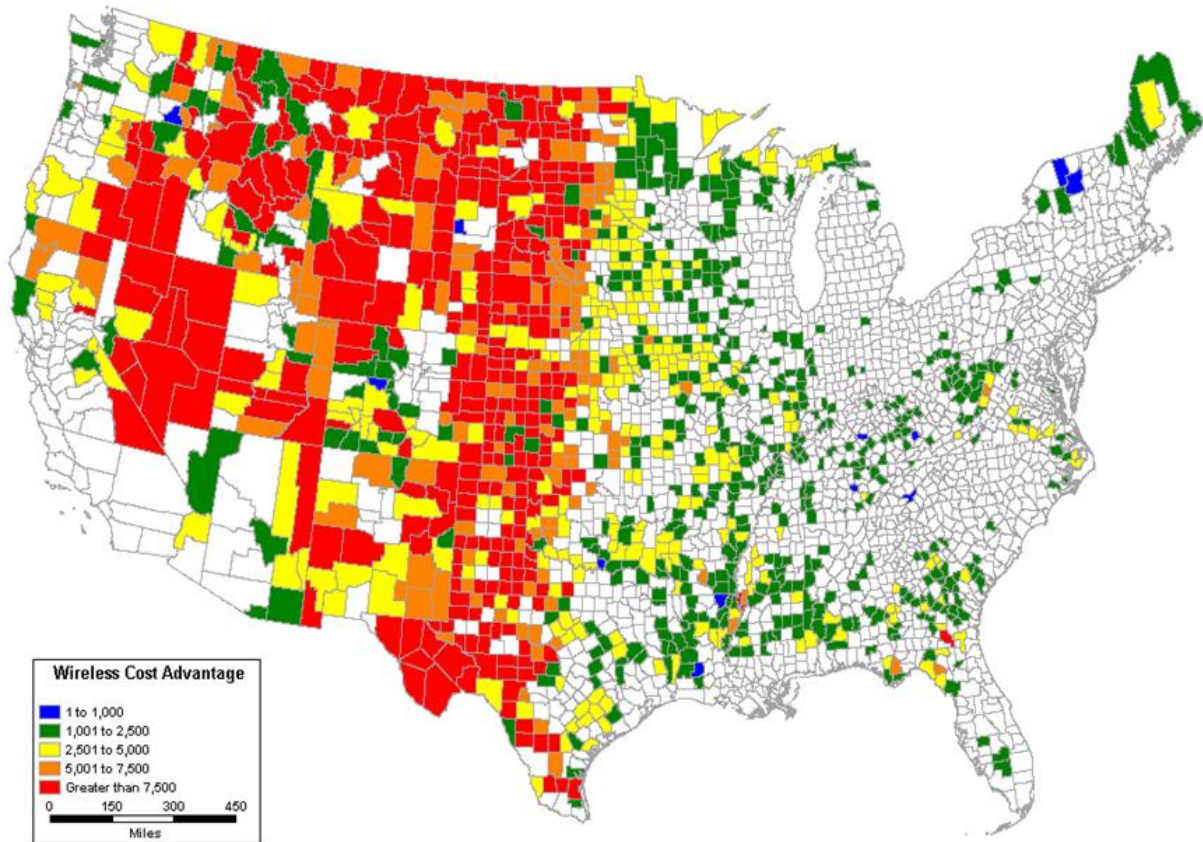 Wireless Cost Advantage
1 to 1,000
1,001 to 2,500
2,501 to 5,000
5,001 to 7,500
Greater than 7,500
0 150 300 450
Miles